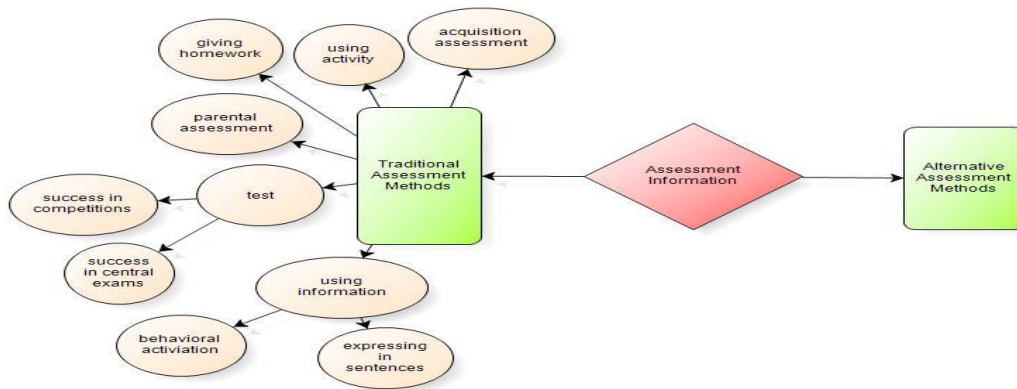 giving
homework
using
activity
acquisition
assessment
parental
assessment
Traditional
Assessment
Methods
Assessment
Information
Alternative
Assessment
Methods
test
success in
competitions
success
in central
exams
using
information
behavioral
activiation
expressing
in
sentences